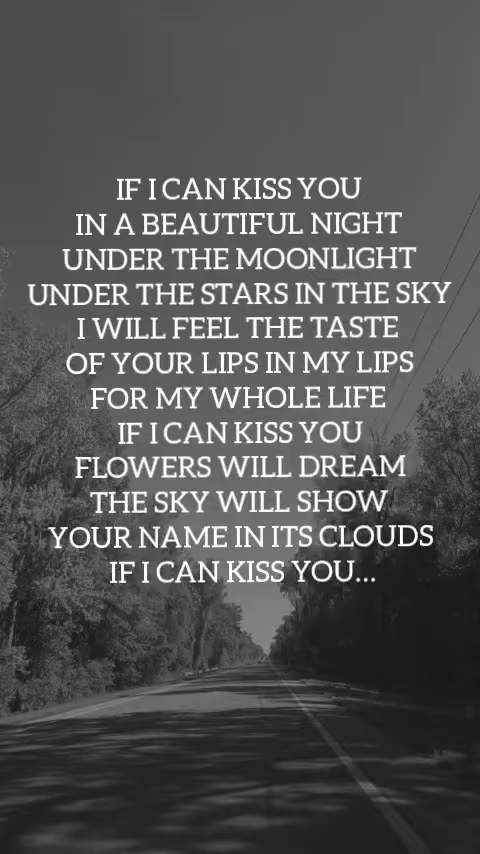 IF I CAN KISS YOU
IN A BEAUTIFUL NIGHT
UNDER THE MOONLIGHT
UNDER THE STARS IN THE SKY
I WILL FEEL THE TASTE
OF YOUR LIPS IN MY LIPS
FOR MY WHOLE LIFE
IF I CAN KISS YOU
FLOWERS WILL DREAM
THE SKY WILL SHOW
YOUR NAME IN ITS CLOUDS
IF I CAN KISS YOU...